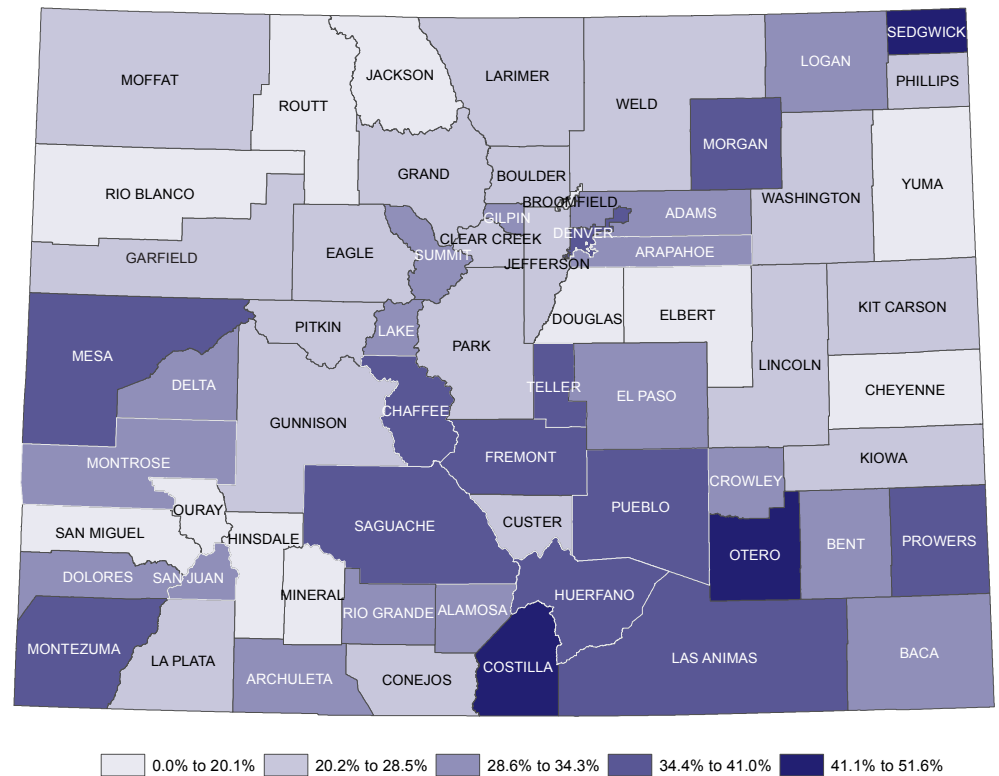 SEDGWICK
LOGAN
JACKSON
LARIMER
MOFFAT
PHILLIPS
ROUTT
WELD
MORGAN
GRAND
BOULDER
YUMA
RIO BLANCO
WASHINGTON
BROOMFIELD
ADAMS
GILPIN
DENVER
CLEAR CREEK
EAGLE
SUMMIT
ARAPAHOE
GARFIELD
JEFFERSON
KIT CARSON
DOUGLAS
ELBERT
PITKIN
LAKE
PARK
MESA
LINCOLN
DELTA
TELLER
CHEYENNE
EL PASO
CHAFFEE
GUNNISON
FREMONT
KIOWA
MONTROSE
CROWLEY
PUEBLO
OURAY
CUSTER
SAGUACHE
SAN MIGUEL
HINSDALE
PROWERS
BENT
OTERO
DOLORES
SAN JUAN
MINERAL
HUERFANO
ALAMOSA
RIO GRANDE
MONTEZUMA
LA PLATA
LAS ANIMAS
BACA
COSTILLA
ARCHULETA
CONEJOS
0.0% to 20.1%
20.2% to 28.5%
28.6% to 34.3%
34.4% to 41.0%
41.1% to 51.6%